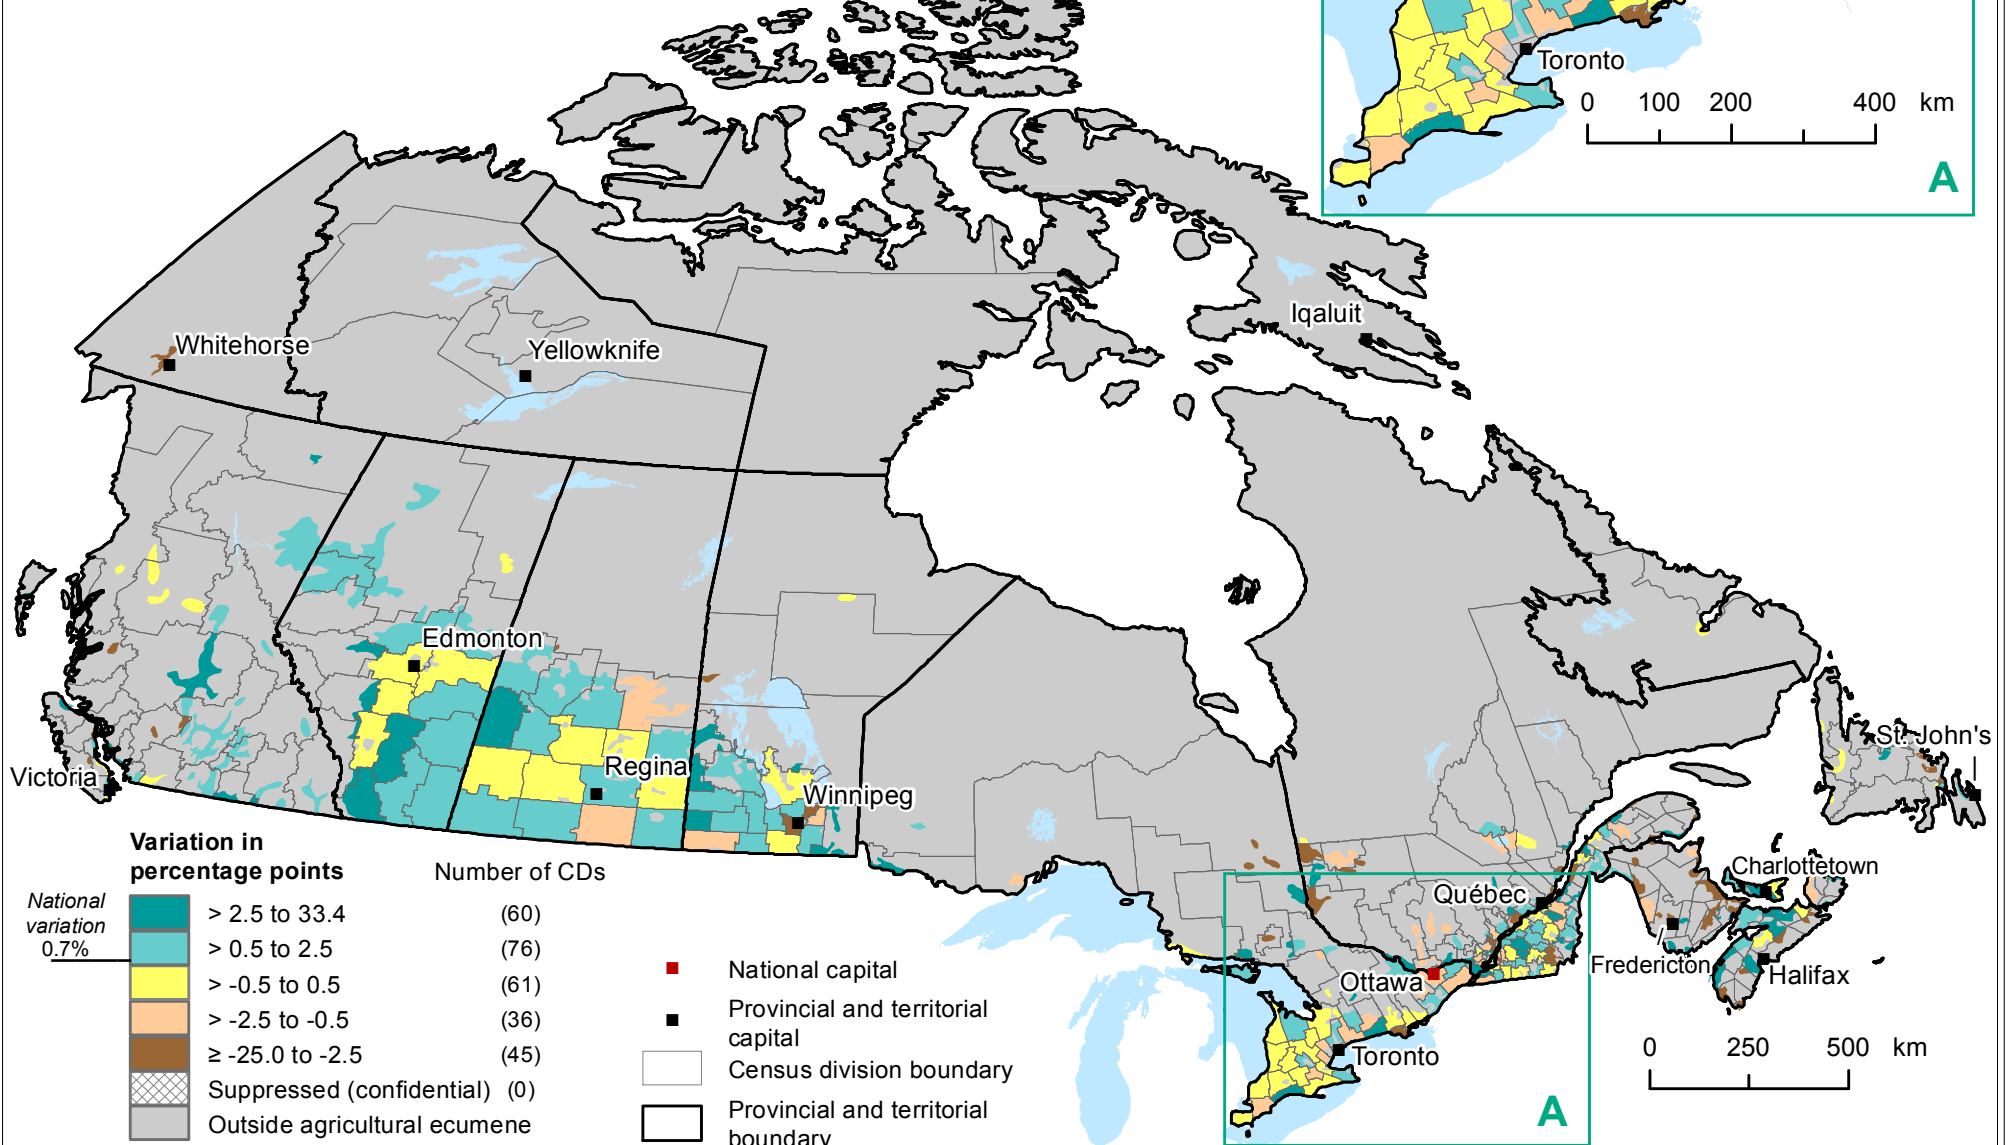 Toronto
0 100 200 400 km
A
Iqaluit
Whitehorse
Yellowknife
Edmonton
St. John's
Regina
Victoria
Winnipeg
Charlottetown
Québec
Fredericton
Halifax
Ottawa
Toronto
0 250 500 km
A
Variation in
percentage points
Number of CDs
National
variation
0.7%
> 2.5 to 33.4 (60)
> 0.5 to 2.5 (76)
> -0.5 to 0.5 (61)
> -2.5 to -0.5 (36)
≥ -25.0 to -2.5 (45)
Suppressed (confidential) (0)
Outside agricultural ecumene
National capital
Provincial and territorial
capital
Census division boundary
Provincial and territorial
boundary